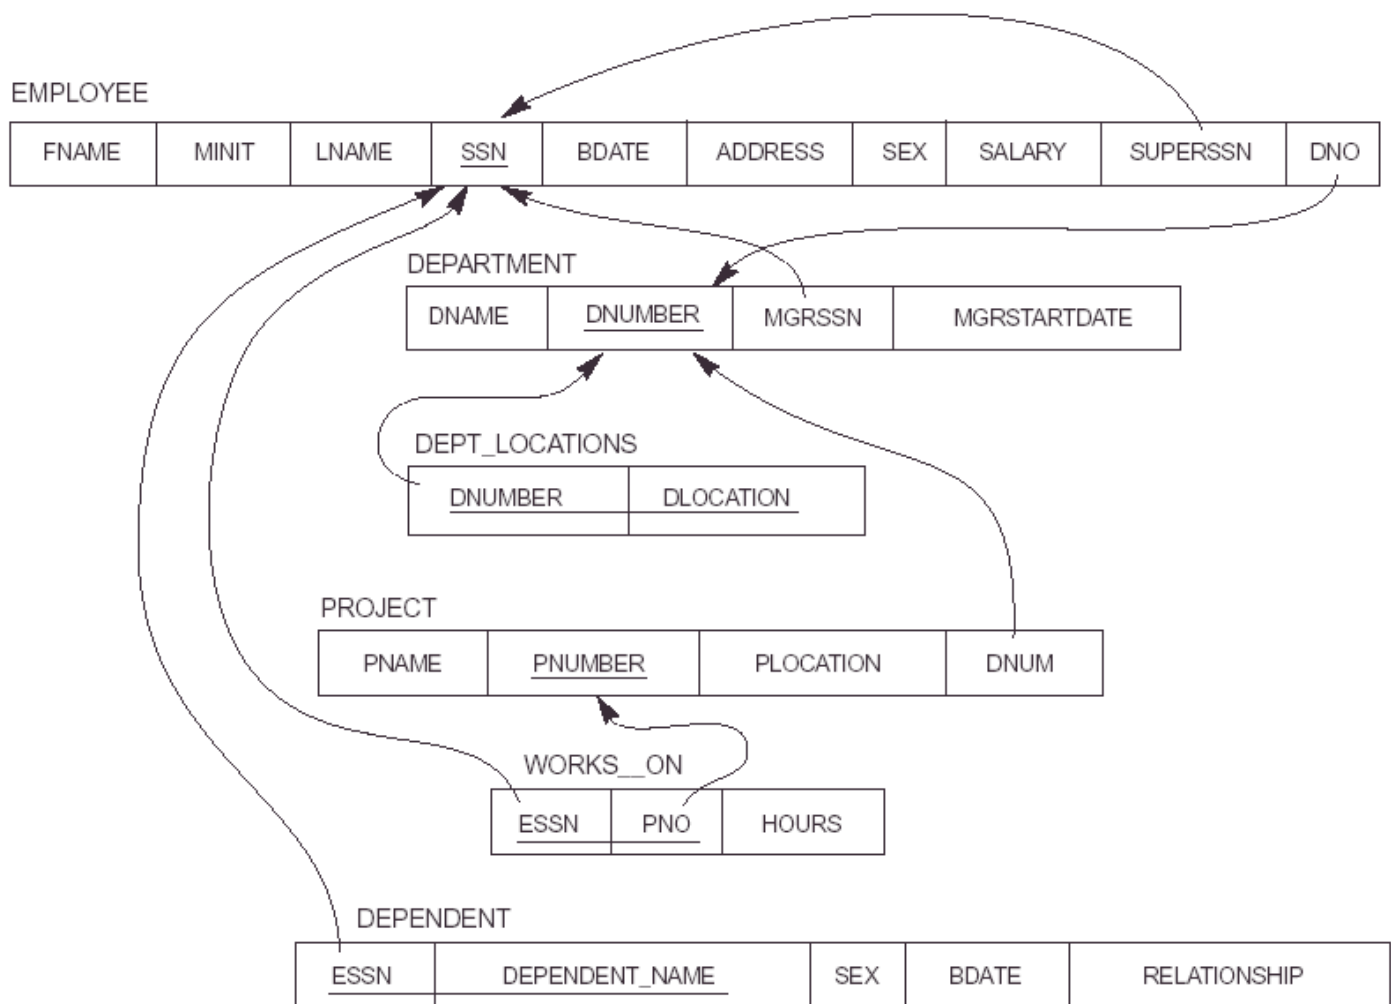 EMPLOYEE
FNAME MINIT LNAME SSN BDATE ADDRESS SEX SALARY SUPERSSN DNO
DEPARTMENT
DNAME DNUMBER MGRSSN MGRSTARTDATE
DEPT_LOCATIONS
DNUMBER DLOCATION
PROJECT
PNAME PNUMBER PLOCATION DNUM
WORKS__ON
ESSN PNO HOURS
DEPENDENT
ESSN DEPENDENT_NAME SEX BDATE RELATIONSHIP